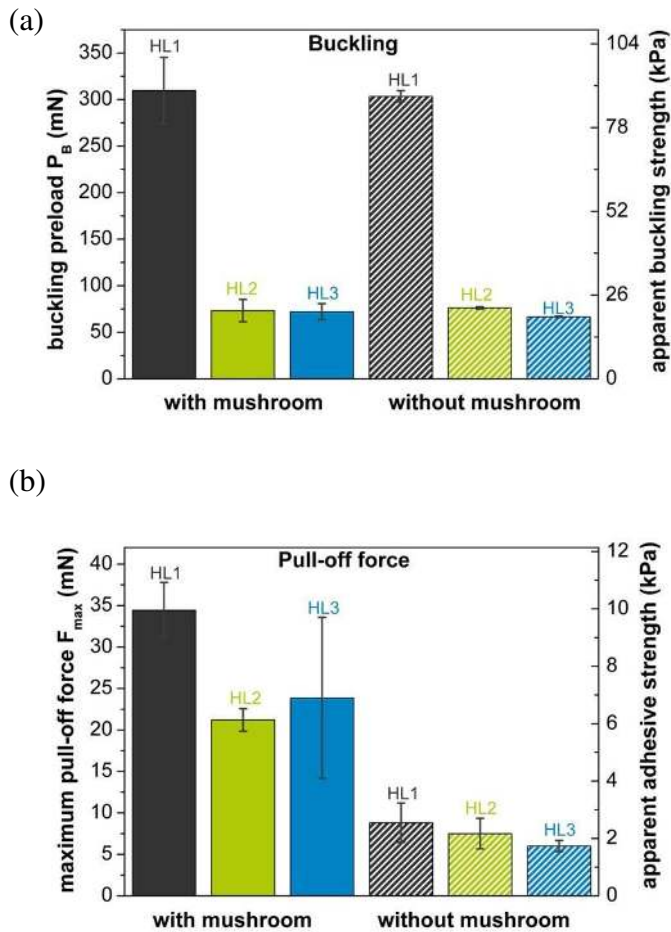 (a)
Buckling
buckling preload P_B (mN)
apparent buckling strength (kPa)
350
300
250
200
150
100
50
0
104
78
52
26
0
HL1
HL2
HL3
HL1
HL2
HL3
with mushroom
without mushroom
(b)
Pull-off force
maximum pull-off force F_max (mN)
apparent adhesive strength (kPa)
40
35
30
25
20
15
10
5
0
12
10
8
6
4
2
0
HL1
HL2
HL3
HL1
HL2
HL3
with mushroom
without mushroom